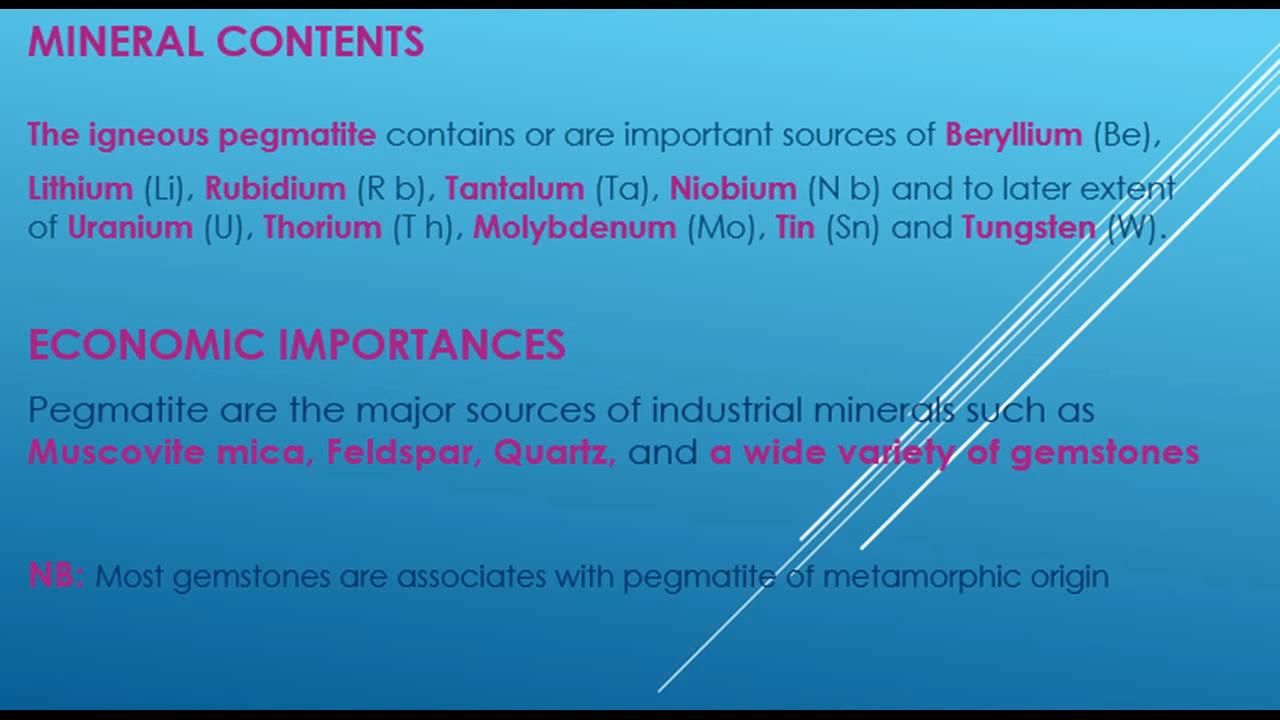 MINERAL CONTENTS
The igneous pegmatite contains or are important sources of Beryllium (Be),
Lithium (Li), Rubidium (R b), Tantalum (Ta), Niobium (N b) and to later extent
of Uranium (U), Thorium (T h), Molybdenum (Mo), Tin (Sn) and Tungsten (W).
ECONOMIC IMPORTANCES
Pegmatite are the major sources of industrial minerals such as
Muscovite mica, Feldspar, Quartz, and a wide variety of gemstones
NB: Most gemstones are associates with pegmatite of metamorphic origin